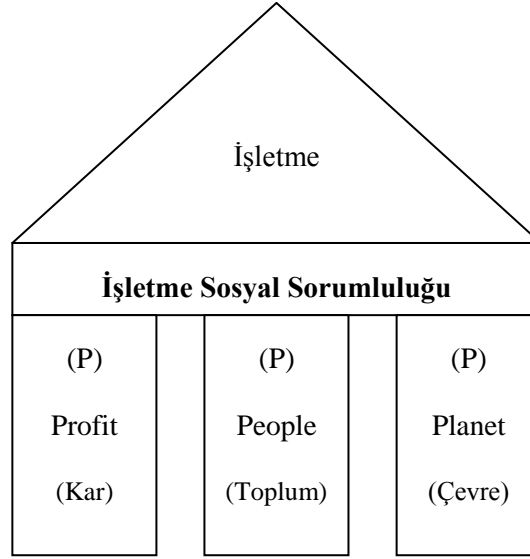 İşletme
İşletme Sosyal Sorumluluğu
(P)
Profit
(Kar)
(P)
People
(Toplum)
(P)
Planet
(Çevre)